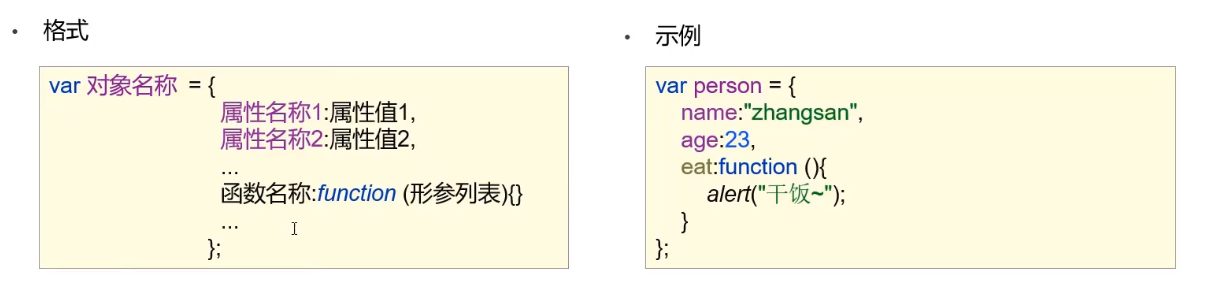 • 格式
var 对象名称 = {
属性名称1:属性值1,
属性名称2:属性值2,
...
函数名称:function (形参列表){}
...
};
• 示例
var person = {
name:"zhangsan",
age:23,
eat:function (){
alert("干饭~");
}
};